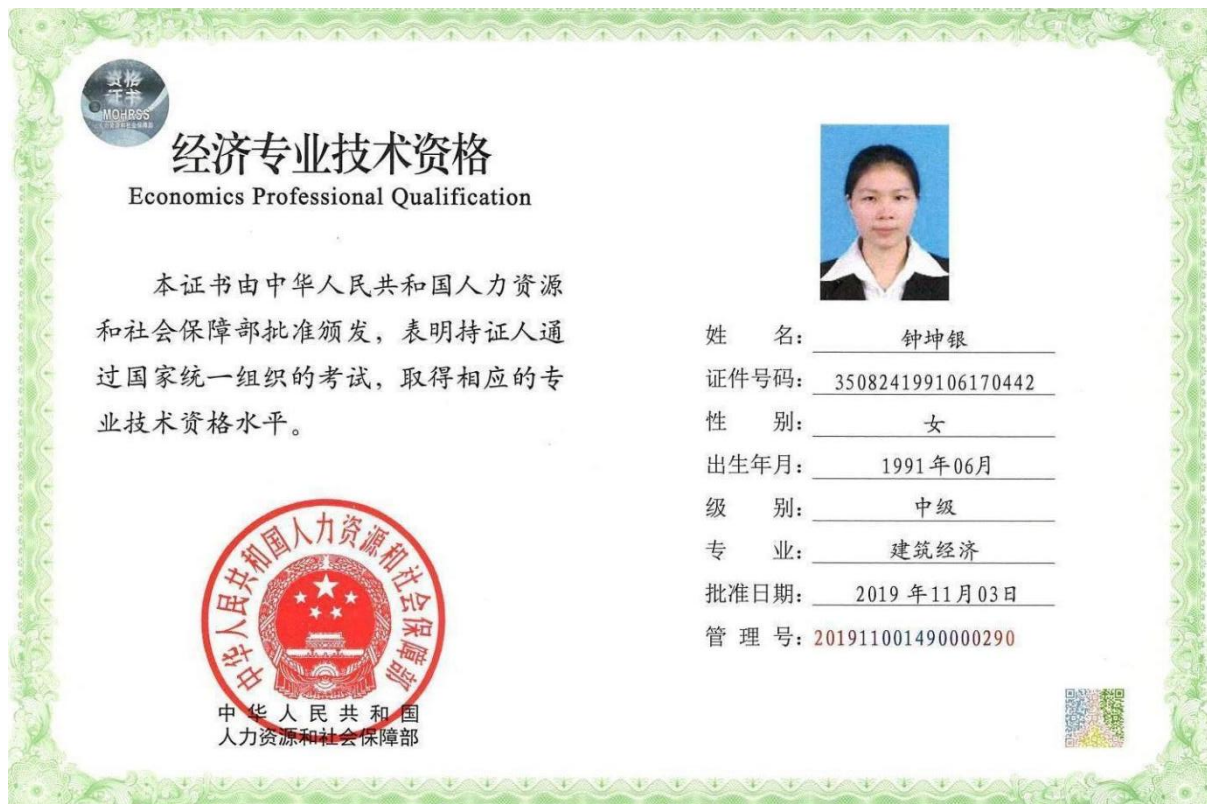 资格
证书
MOHRSS
经济专业技术资格
Economics Professional Qualification
本证书由中华人民共和国人力资源
和社会保障部批准颁发，表明持证人通
过国家统一组织的考试，取得相应的专
业技术资格水平。
中华人民共和国人力资源和社会保障部
中华人民共和国
人力资源和社会保障部
姓 名：钟坤银
证件号码：350824199106170442
性 别：女
出生年月：1991年06月
级 别：中级
专 业：建筑经济
批准日期：2019年11月03日
管 理 号：201911001490000290